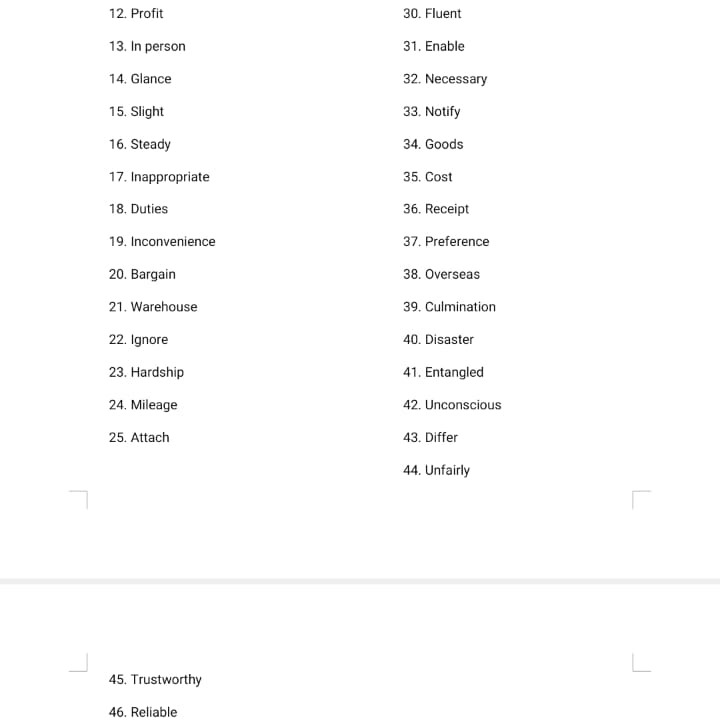 12. Profit
13. In person
14. Glance
15. Slight
16. Steady
17. Inappropriate
18. Duties
19. Inconvenience
20. Bargain
21. Warehouse
22. Ignore
23. Hardship
24. Mileage
25. Attach
30. Fluent
31. Enable
32. Necessary
33. Notify
34. Goods
35. Cost
36. Receipt
37. Preference
38. Overseas
39. Culmination
40. Disaster
41. Entangled
42. Unconscious
43. Differ
44. Unfairly
45. Trustworthy
46. Reliable